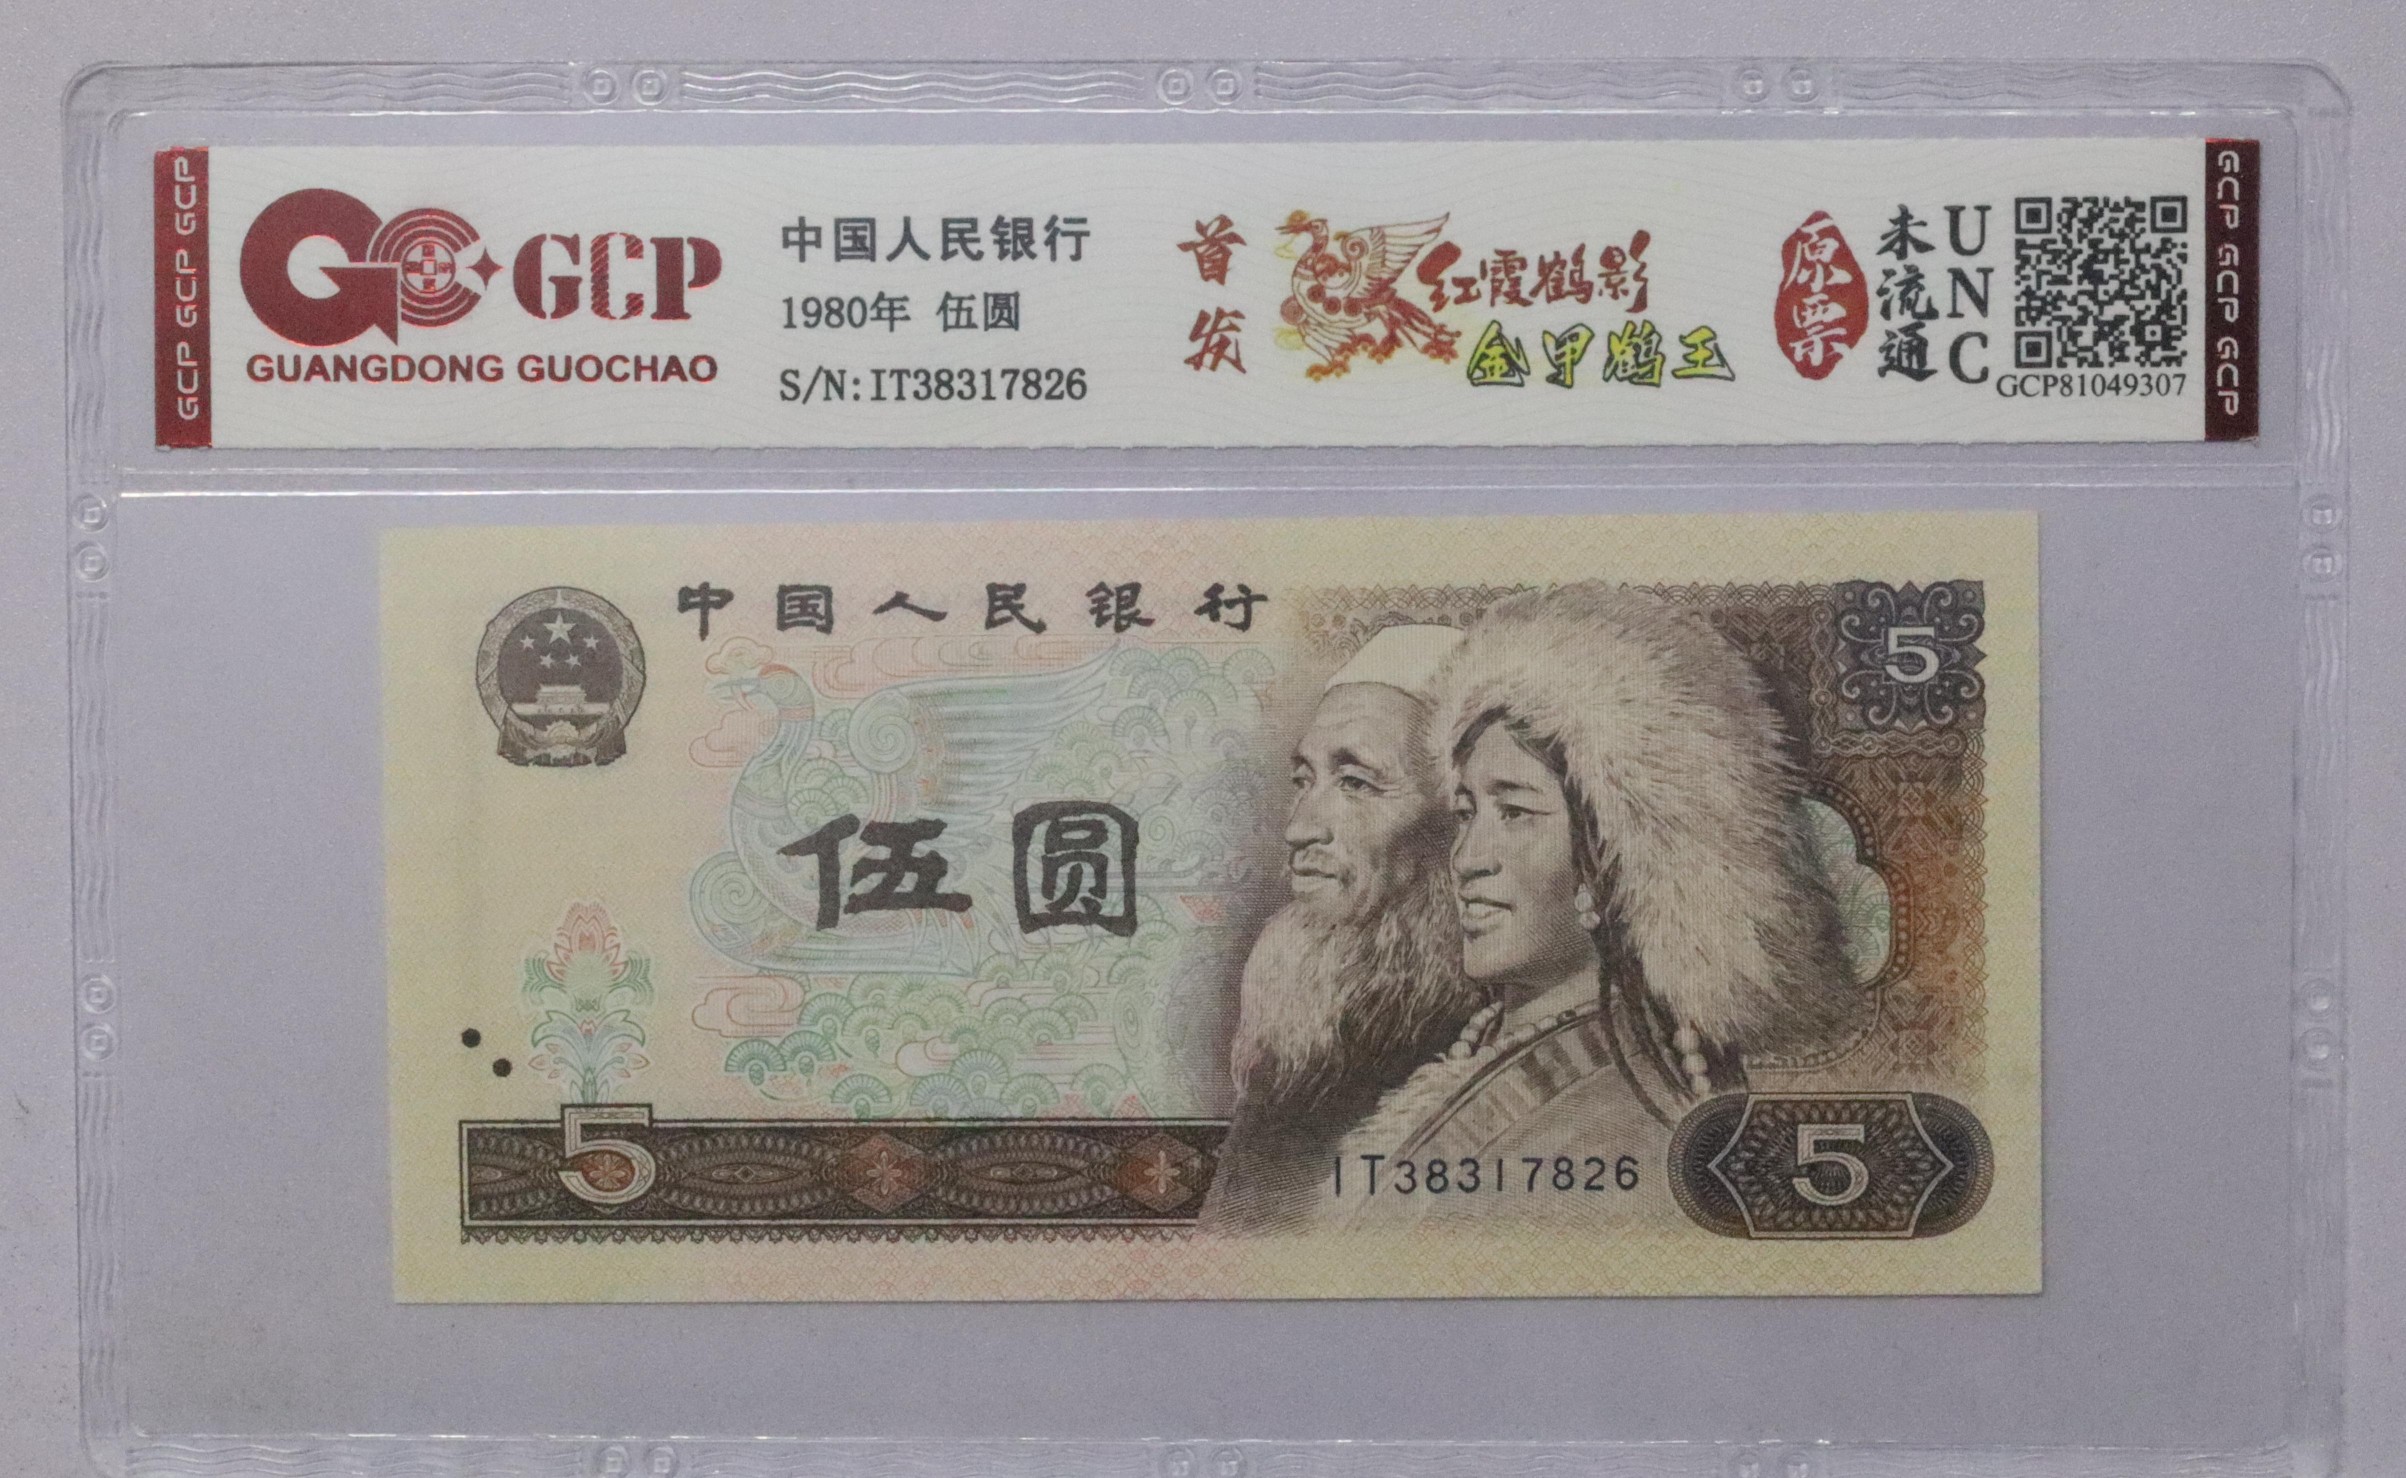 GCP GCP GCP
GCP
GUANGDONG GUOCHAO
中国人民银行
1980年 伍圆
S/N:IT38317826
首发
红霞鹤影
金甲鹤王
原票
未流通
UNC
GCP81049307
GCP GCP GCP
中国人民银行
5
伍圆
5
IT38317826
5